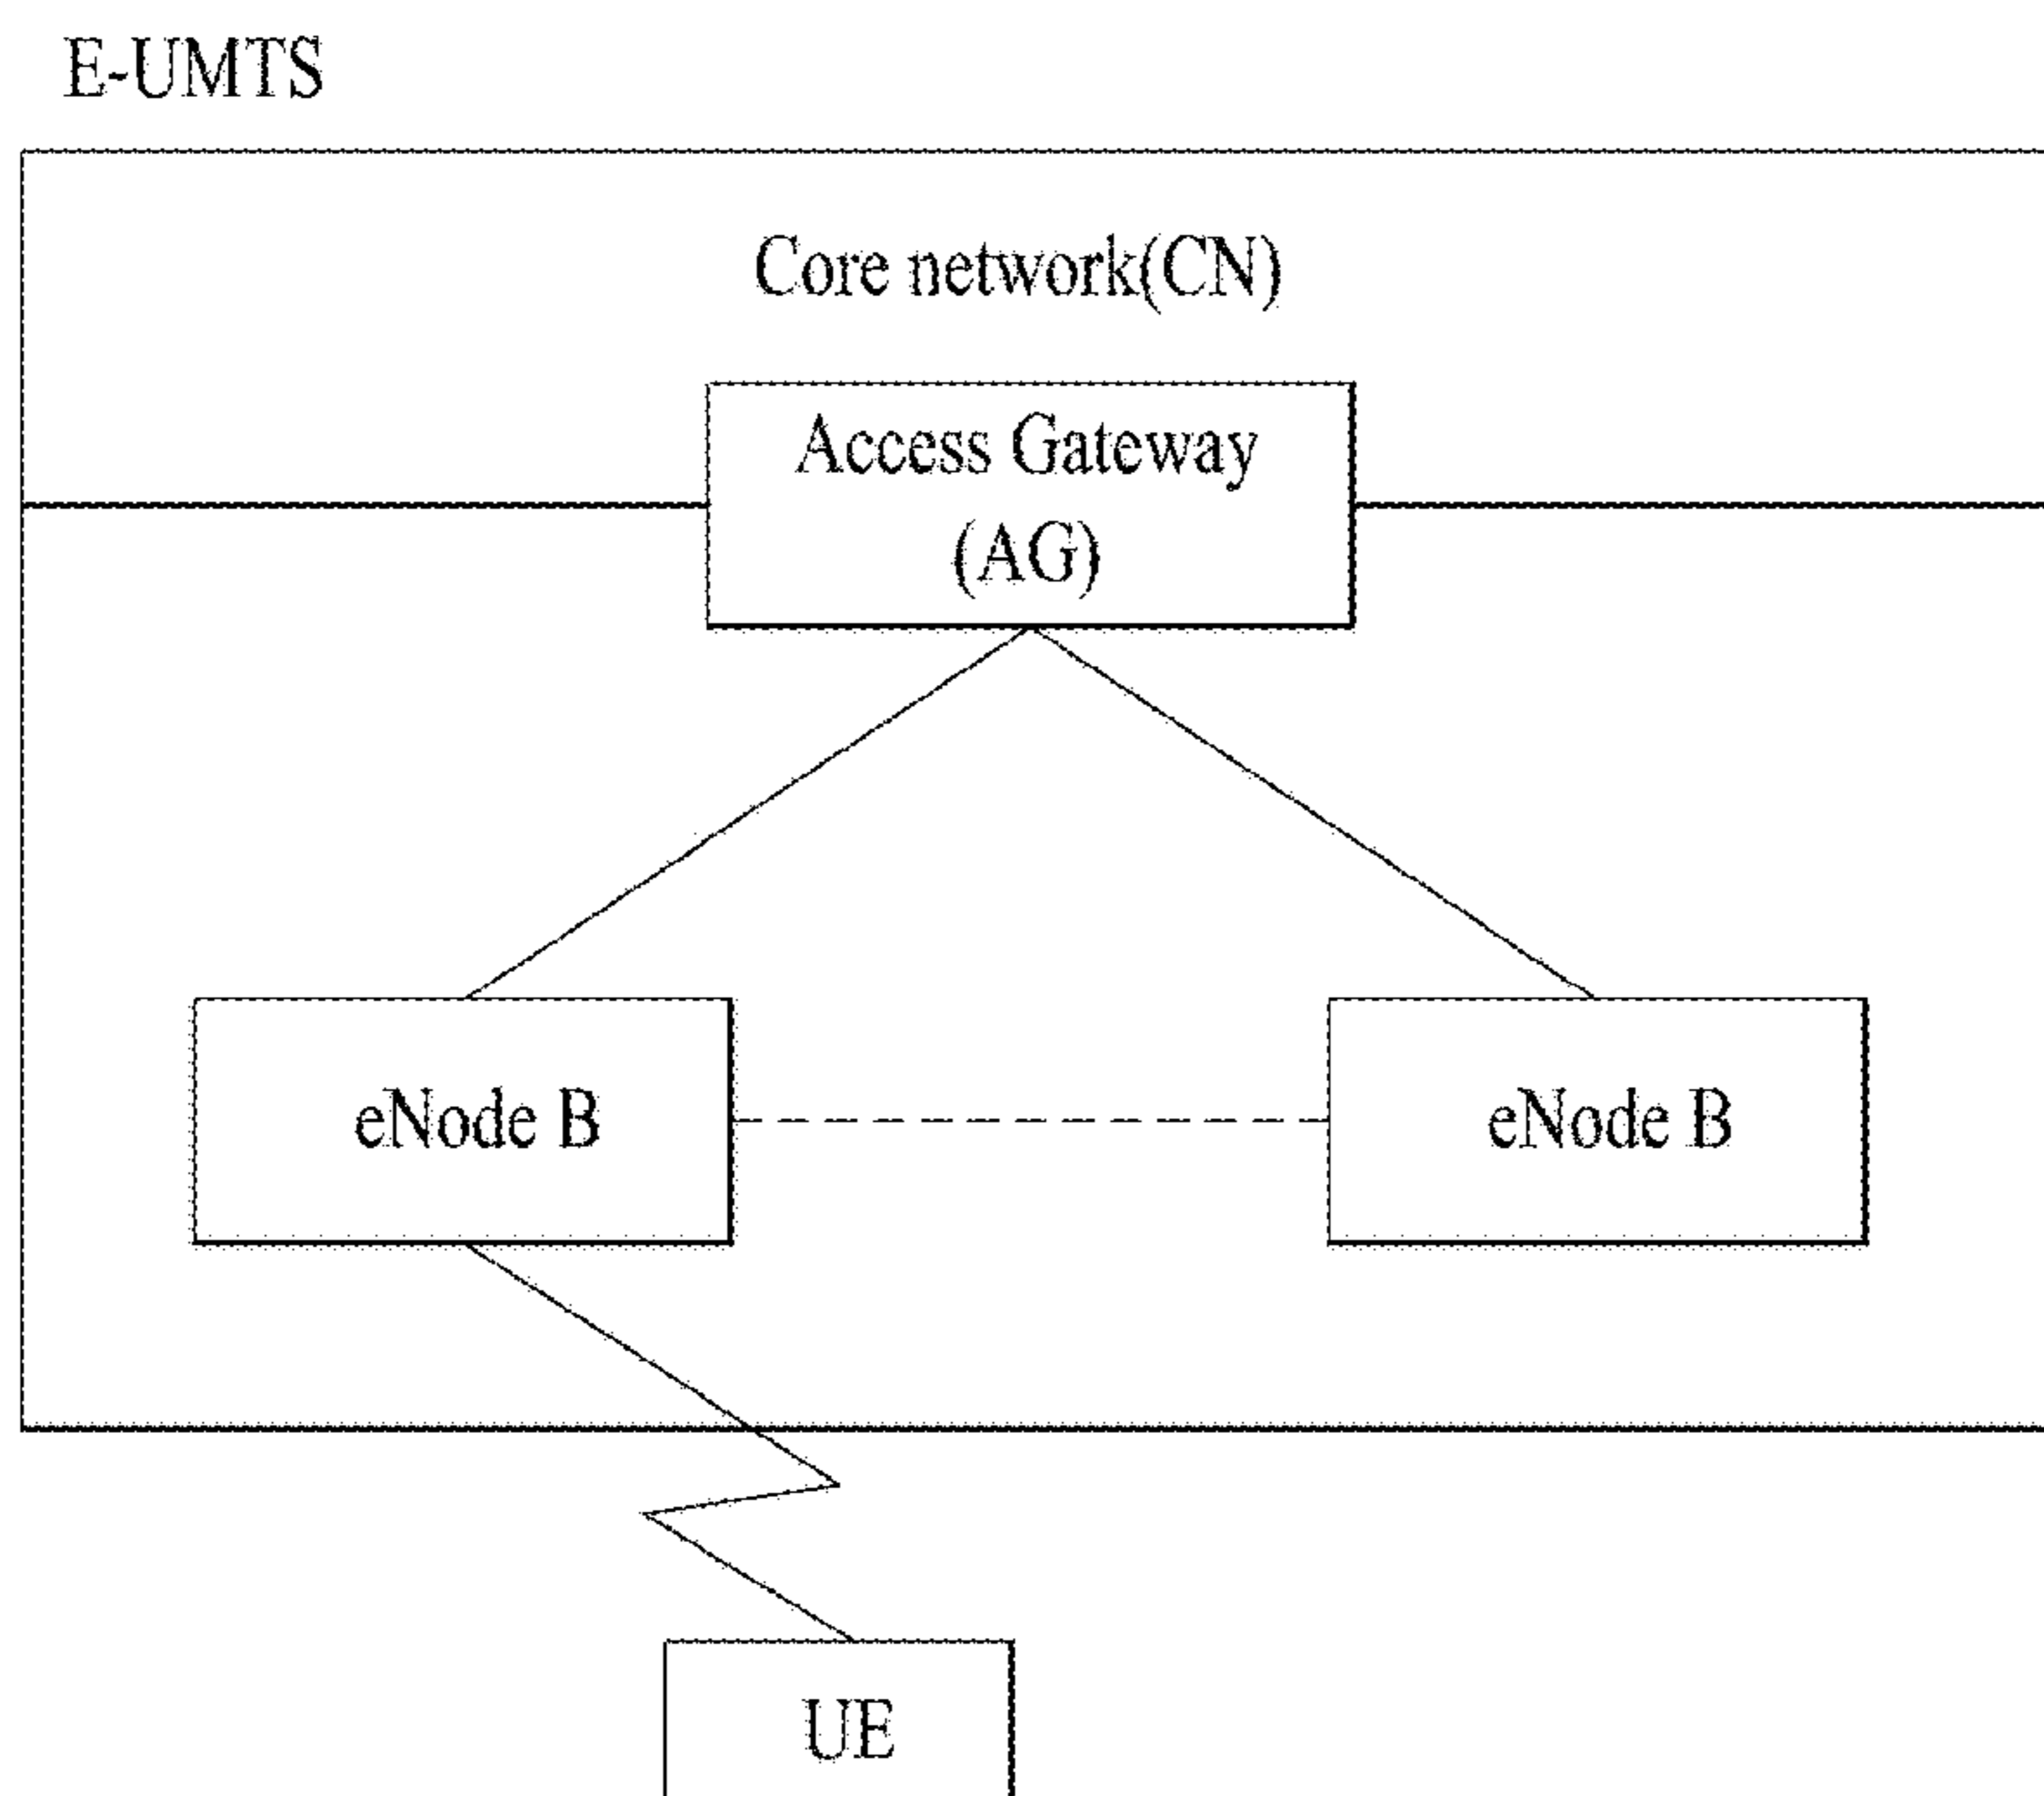 E-UMTS
Core network(CN)
Access Gateway
(AG)
eNode B
eNode B
UE